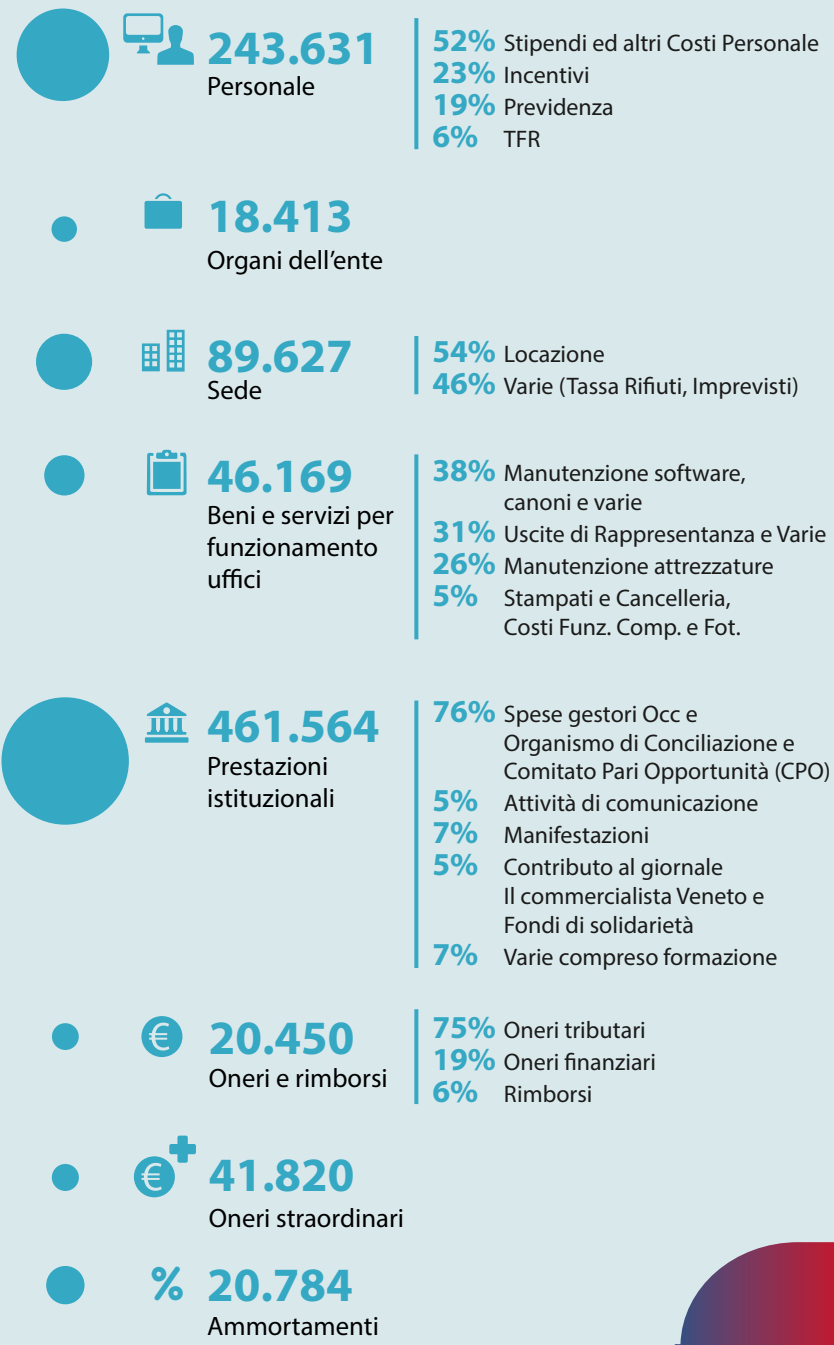 243.631
Personale
52% Stipendi ed altri Costi Personale
23% Incentivi
19% Previdenza
6% TFR
18.413
Organi dell’ente
89.627
Sede
54% Locazione
46% Varie (Tassa Rifiuti, Imprevisti)
46.169
Beni e servizi per
funzionamento
uffici
38% Manutenzione software,
canoni e varie
31% Uscite di Rappresentanza e Varie
26% Manutenzione attrezzature
5% Stampati e Cancelleria,
Costi Funz. Comp. e Fot.
461.564
Prestazioni
istituzionali
76% Spese gestori Occ e
Organismo di Conciliazione e
Comitato Pari Opportunità (CPO)
5% Attività di comunicazione
7% Manifestazioni
5% Contributo al giornale
Il commercialista Veneto e
Fondi di solidarietà
7% Varie compreso formazione
€ 20.450
Oneri e rimborsi
75% Oneri tributari
19% Oneri finanziari
6% Rimborsi
€ 41.820
Oneri straordinari
% 20.784
Ammortamenti